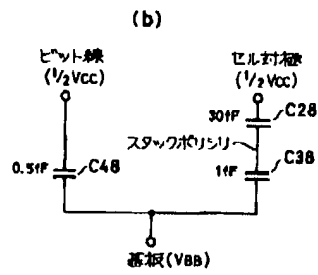 (b)
ビット線
(1/2VCC)
セル対極
(1/2VCC)
30fF
C28
スタックポリシリ
0.5fF
C48
1fF
C38
基板(VBB)